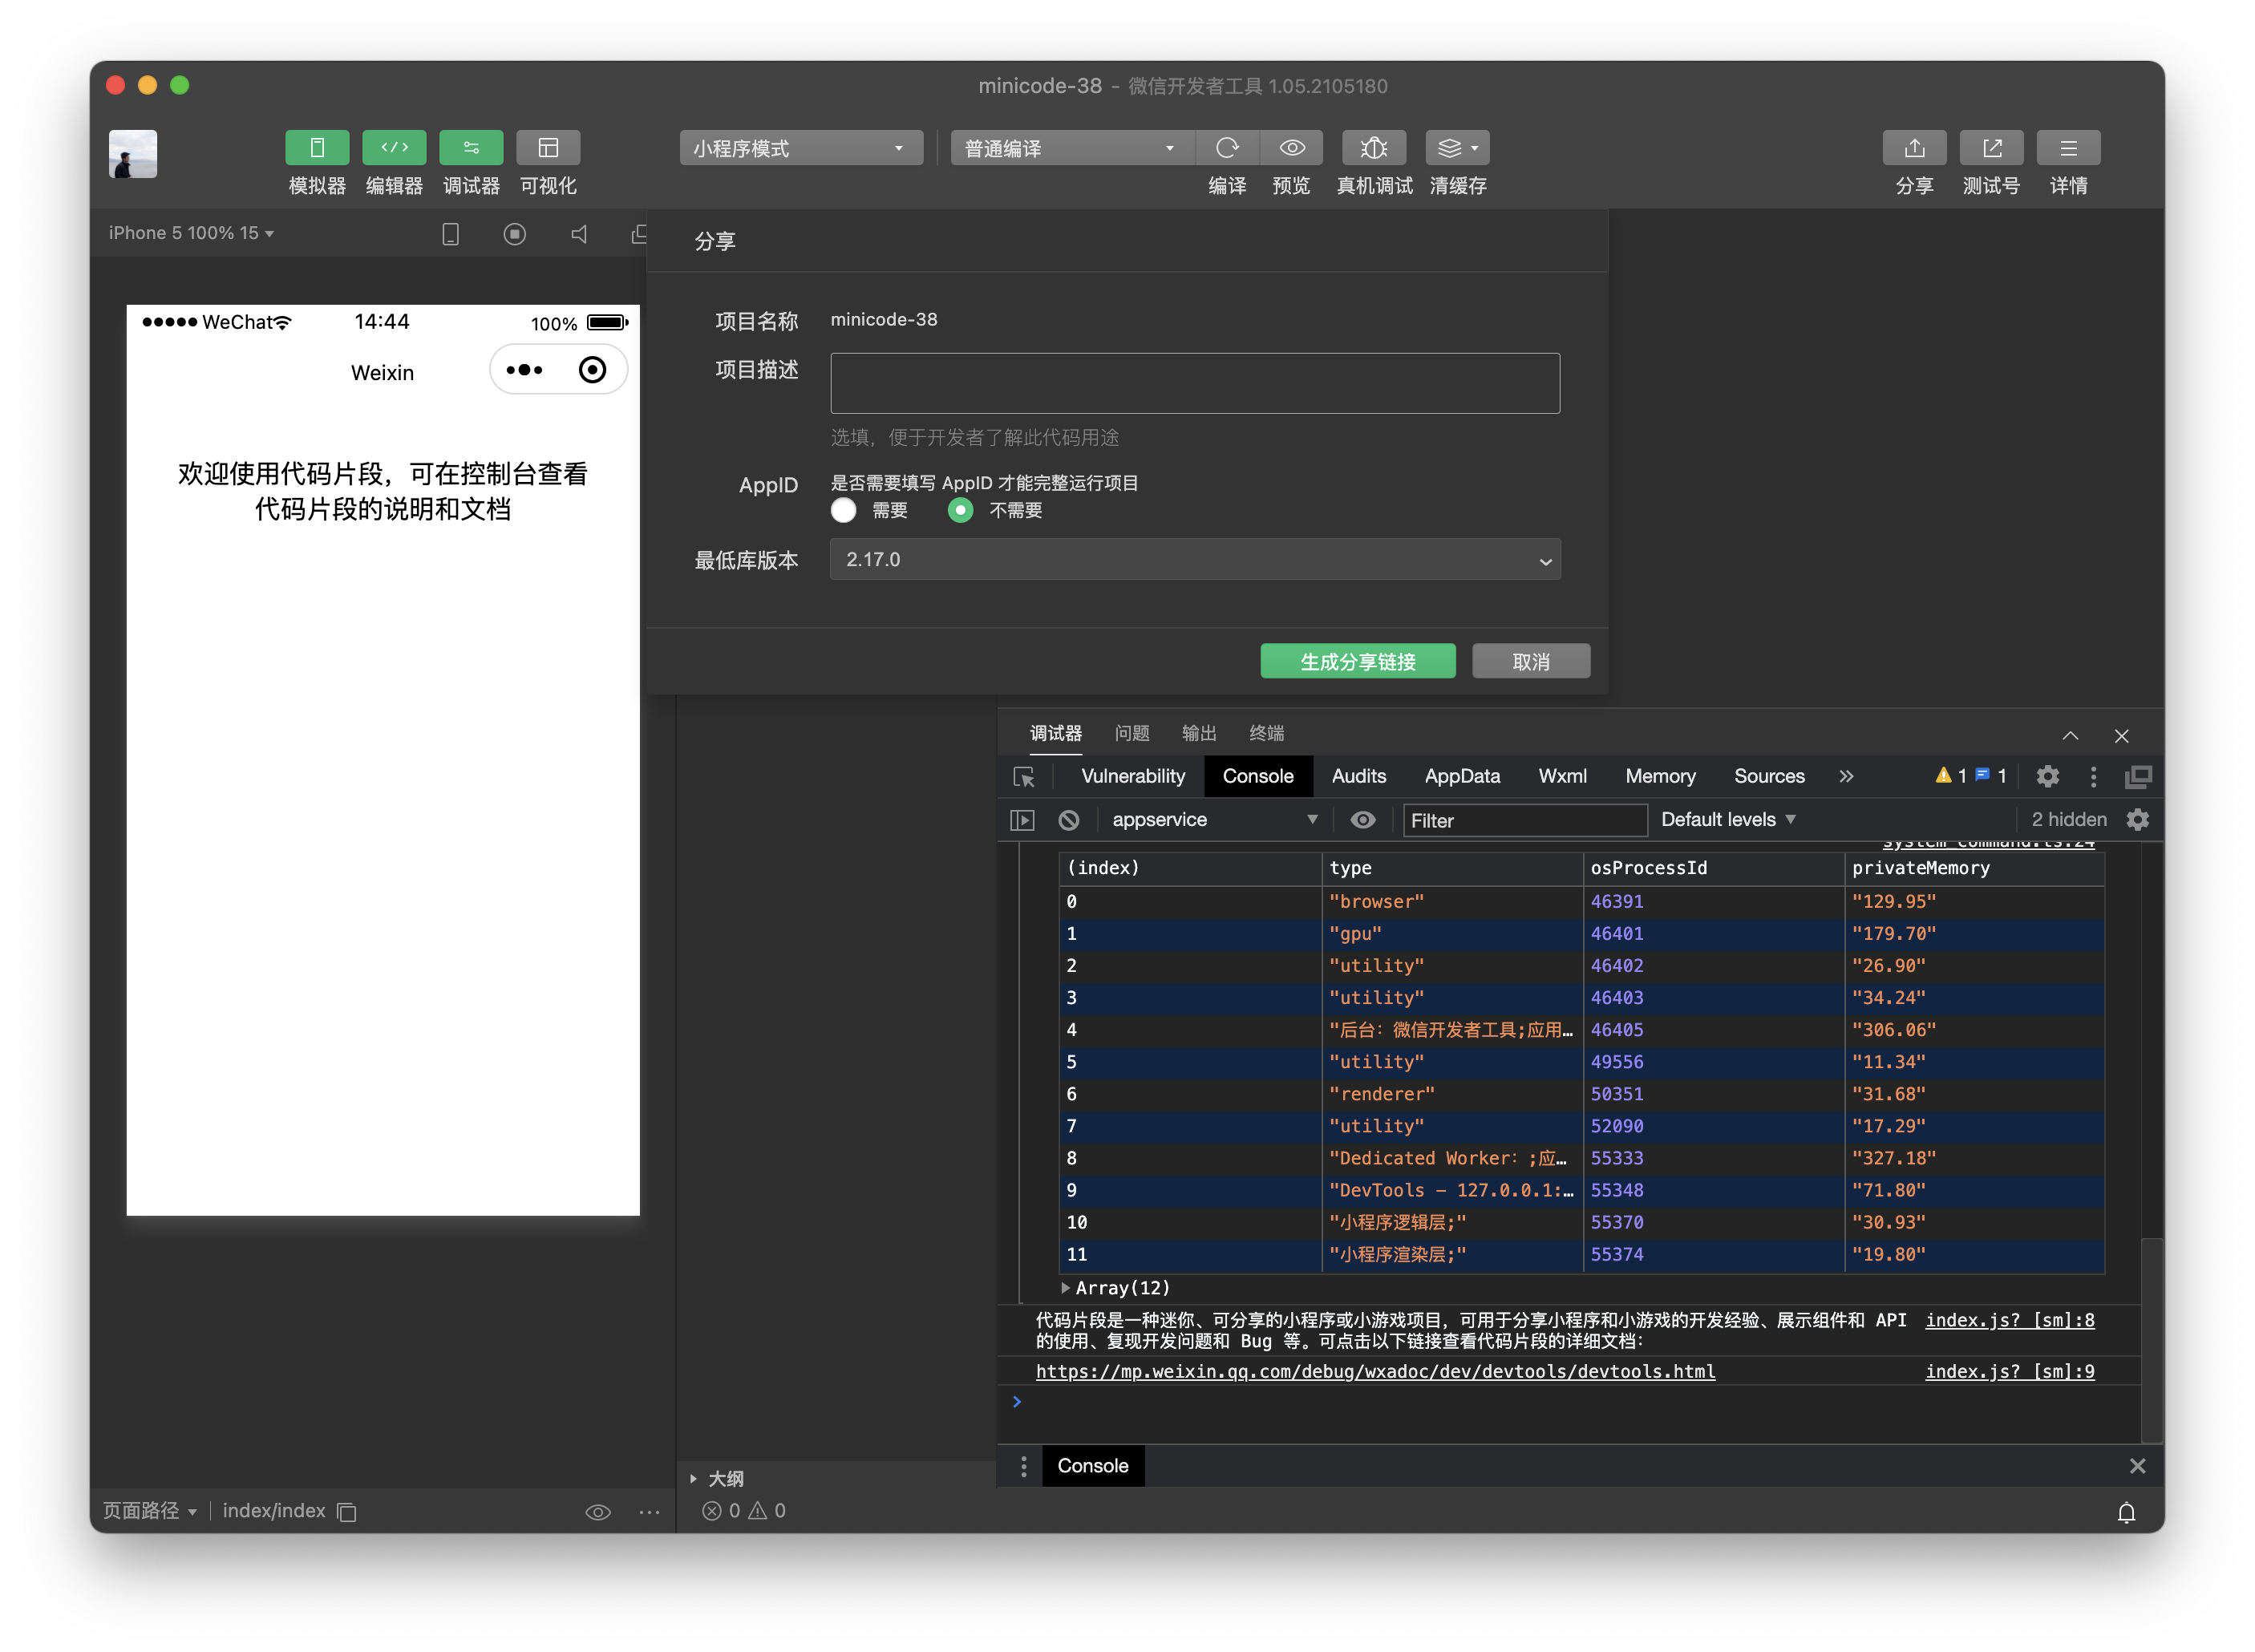 minicode-38 – 微信开发者工具 1.05.2105180
模拟器 编辑器 调试器 可视化
小程序模式 普通编译
编译 预览 真机调试 清缓存
分享 测试号 详情
iPhone 5 100% 15
WeChat 14:44 100%
Weixin
欢迎使用代码片段，可在控制台查看
代码片段的说明和文档
分享
项目名称 minicode-38
项目描述
选填，便于开发者了解此代码用途
AppID 是否需要填写 AppID 才能完整运行项目
需要 不需要
最低库版本 2.17.0
生成分享链接 取消
调试器 问题 输出 终端
Vulnerability Console Audits AppData Wxml Memory Sources 1 1
appservice Filter Default levels 2 hidden
system_command.ts:24
(index) type osProcessId privateMemory
0 "browser" 46391 "129.95"
1 "gpu" 46401 "179.70"
2 "utility" 46402 "26.90"
3 "utility" 46403 "34.24"
4 "后台：微信开发者工具;应用… 46405 "306.06"
5 "utility" 49556 "11.34"
6 "renderer" 50351 "31.68"
7 "utility" 52090 "17.29"
8 "Dedicated Worker：;应… 55333 "327.18"
9 "DevTools – 127.0.0.1:… 55348 "71.80"
10 "小程序逻辑层;" 55370 "30.93"
11 "小程序渲染层;" 55374 "19.80"
Array(12)
代码片段是一种迷你、可分享的小程序或小游戏项目，可用于分享小程序和小游戏的开发经验、展示组件和 API index.js? [sm]:8
的使用、复现开发问题和 Bug 等。可点击以下链接查看代码片段的详细文档：
https://mp.weixin.qq.com/debug/wxadoc/dev/devtools/devtools.html index.js? [sm]:9
Console
大纲
页面路径 index/index 0 0